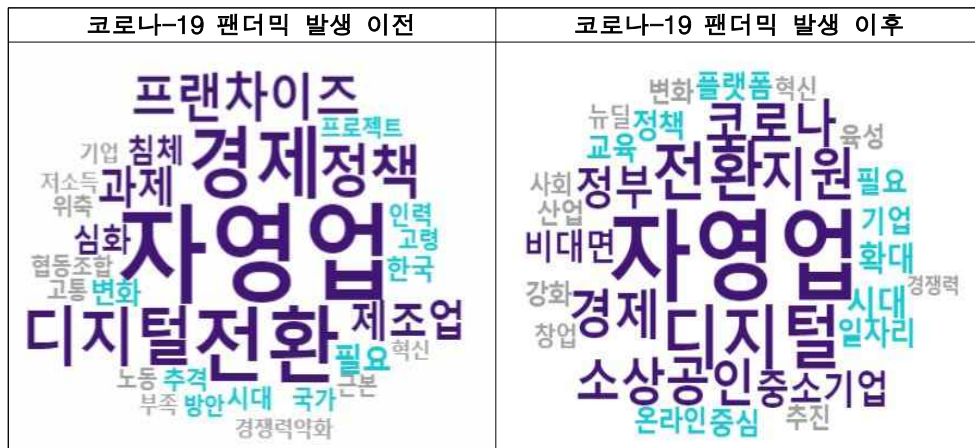 코로나-19 팬더믹 발생 이전
코로나-19 팬더믹 발생 이후
프랜차이즈
프로젝트
기업 침체 경제 정책
저소득 과제
위축
심화 자영업 인력
고령
협동조합 한국
고통 변화
디지털 전환 제조업
필요 혁신
노동 추격 근본
부족 방안 시대 국가
경쟁력약화
변화 플랫폼 혁신
뉴딜 정책 코로나 육성
교육
사회 정부 전환 지원 필요
산업 기업
비대면 자영업 확대
강화 경제 경쟁력
시대
창업 디지털 일자리
소상공인 중소기업
온라인 중심 추진